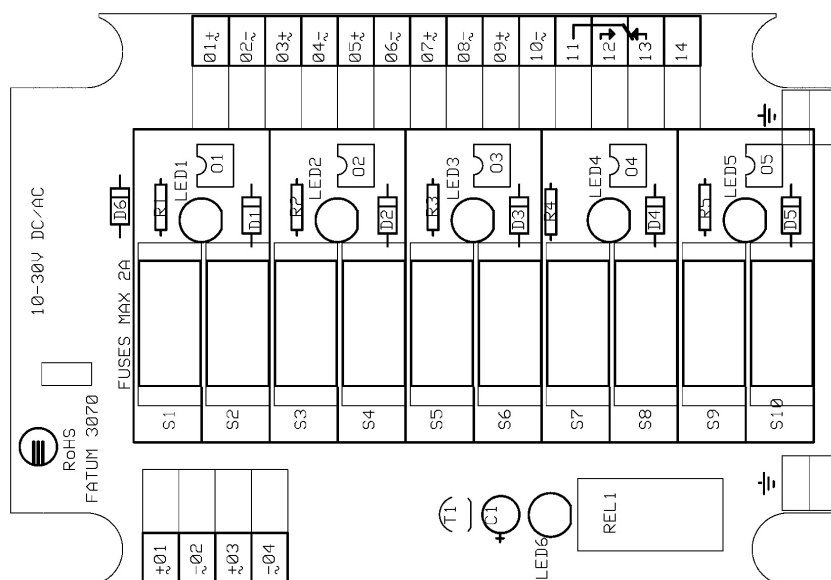 01± 02= 03± 04= 05± 06= 07± 08= 09± 10= 11 12 13 14
LED1 O1 LED2 O2 LED3 O3 LED4 O4 LED5 O5
D6 R1 D1 R2 D2 R3 D3 R4 D4 R5 D5
10-30V DC/AC
FUSES MAX 2A
S1 S2 S3 S4 S5 S6 S7 S8 S9 S10
RoHS
FATUM 3070
T1 C1 + LED6 REL1
±01 =02 ±03 =04